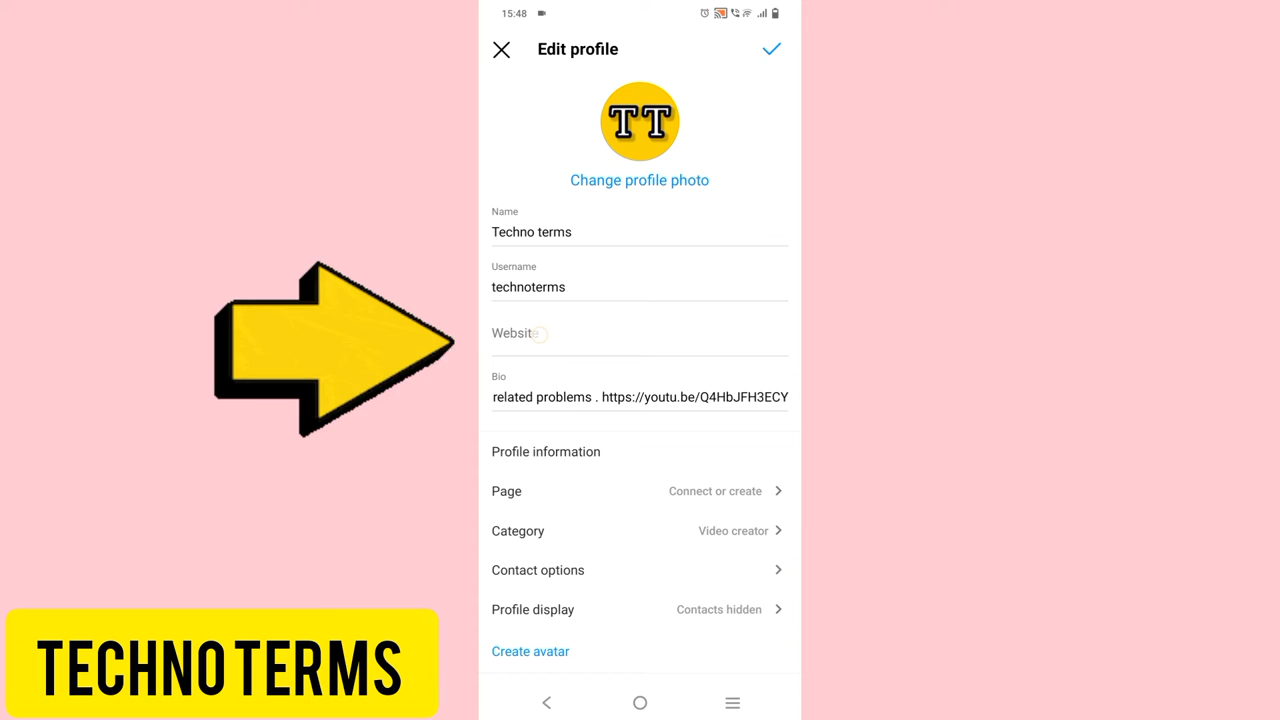 15:48
Edit profile
TT
Change profile photo
Name
Techno terms
Username
technoterms
Website
Bio
related problems . https://youtu.be/Q4HbJFH3ECY
Profile information
Page Connect or create
Category Video creator
Contact options
Profile display Contacts hidden
Create avatar
TECHNO TERMS